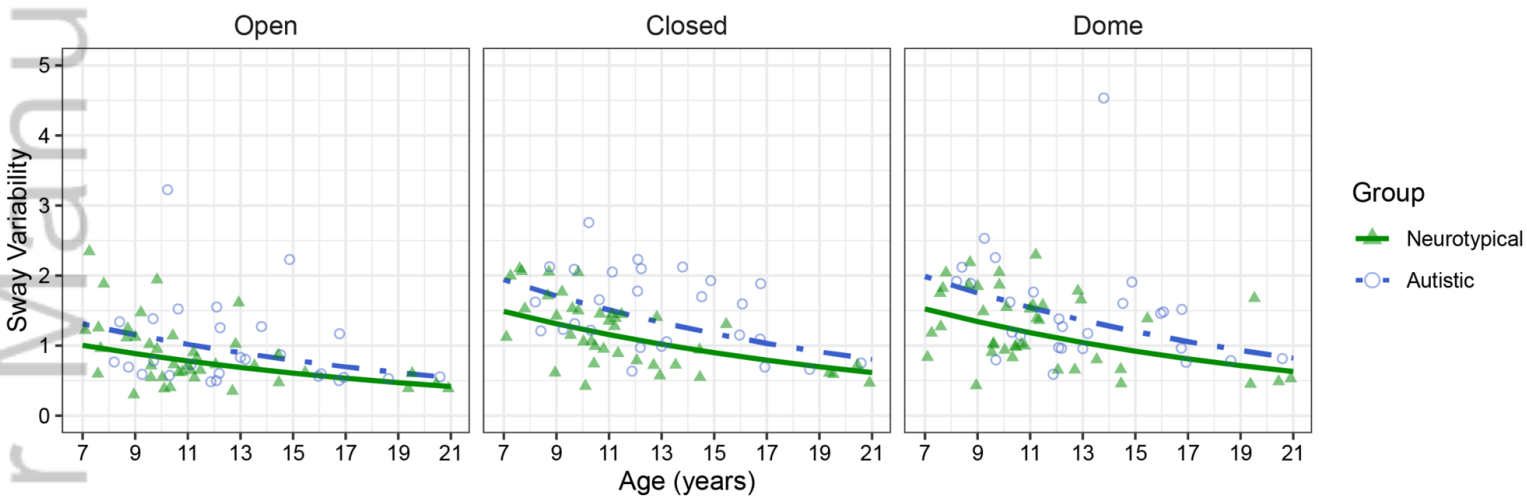 Open Closed Dome
5
4
3
2
1
0
Sway Variability
7 9 11 13 15 17 19 21 7 9 11 13 15 17 19 21 7 9 11 13 15 17 19 21
Age (years)
Group
Neurotypical
Autistic
r Manu